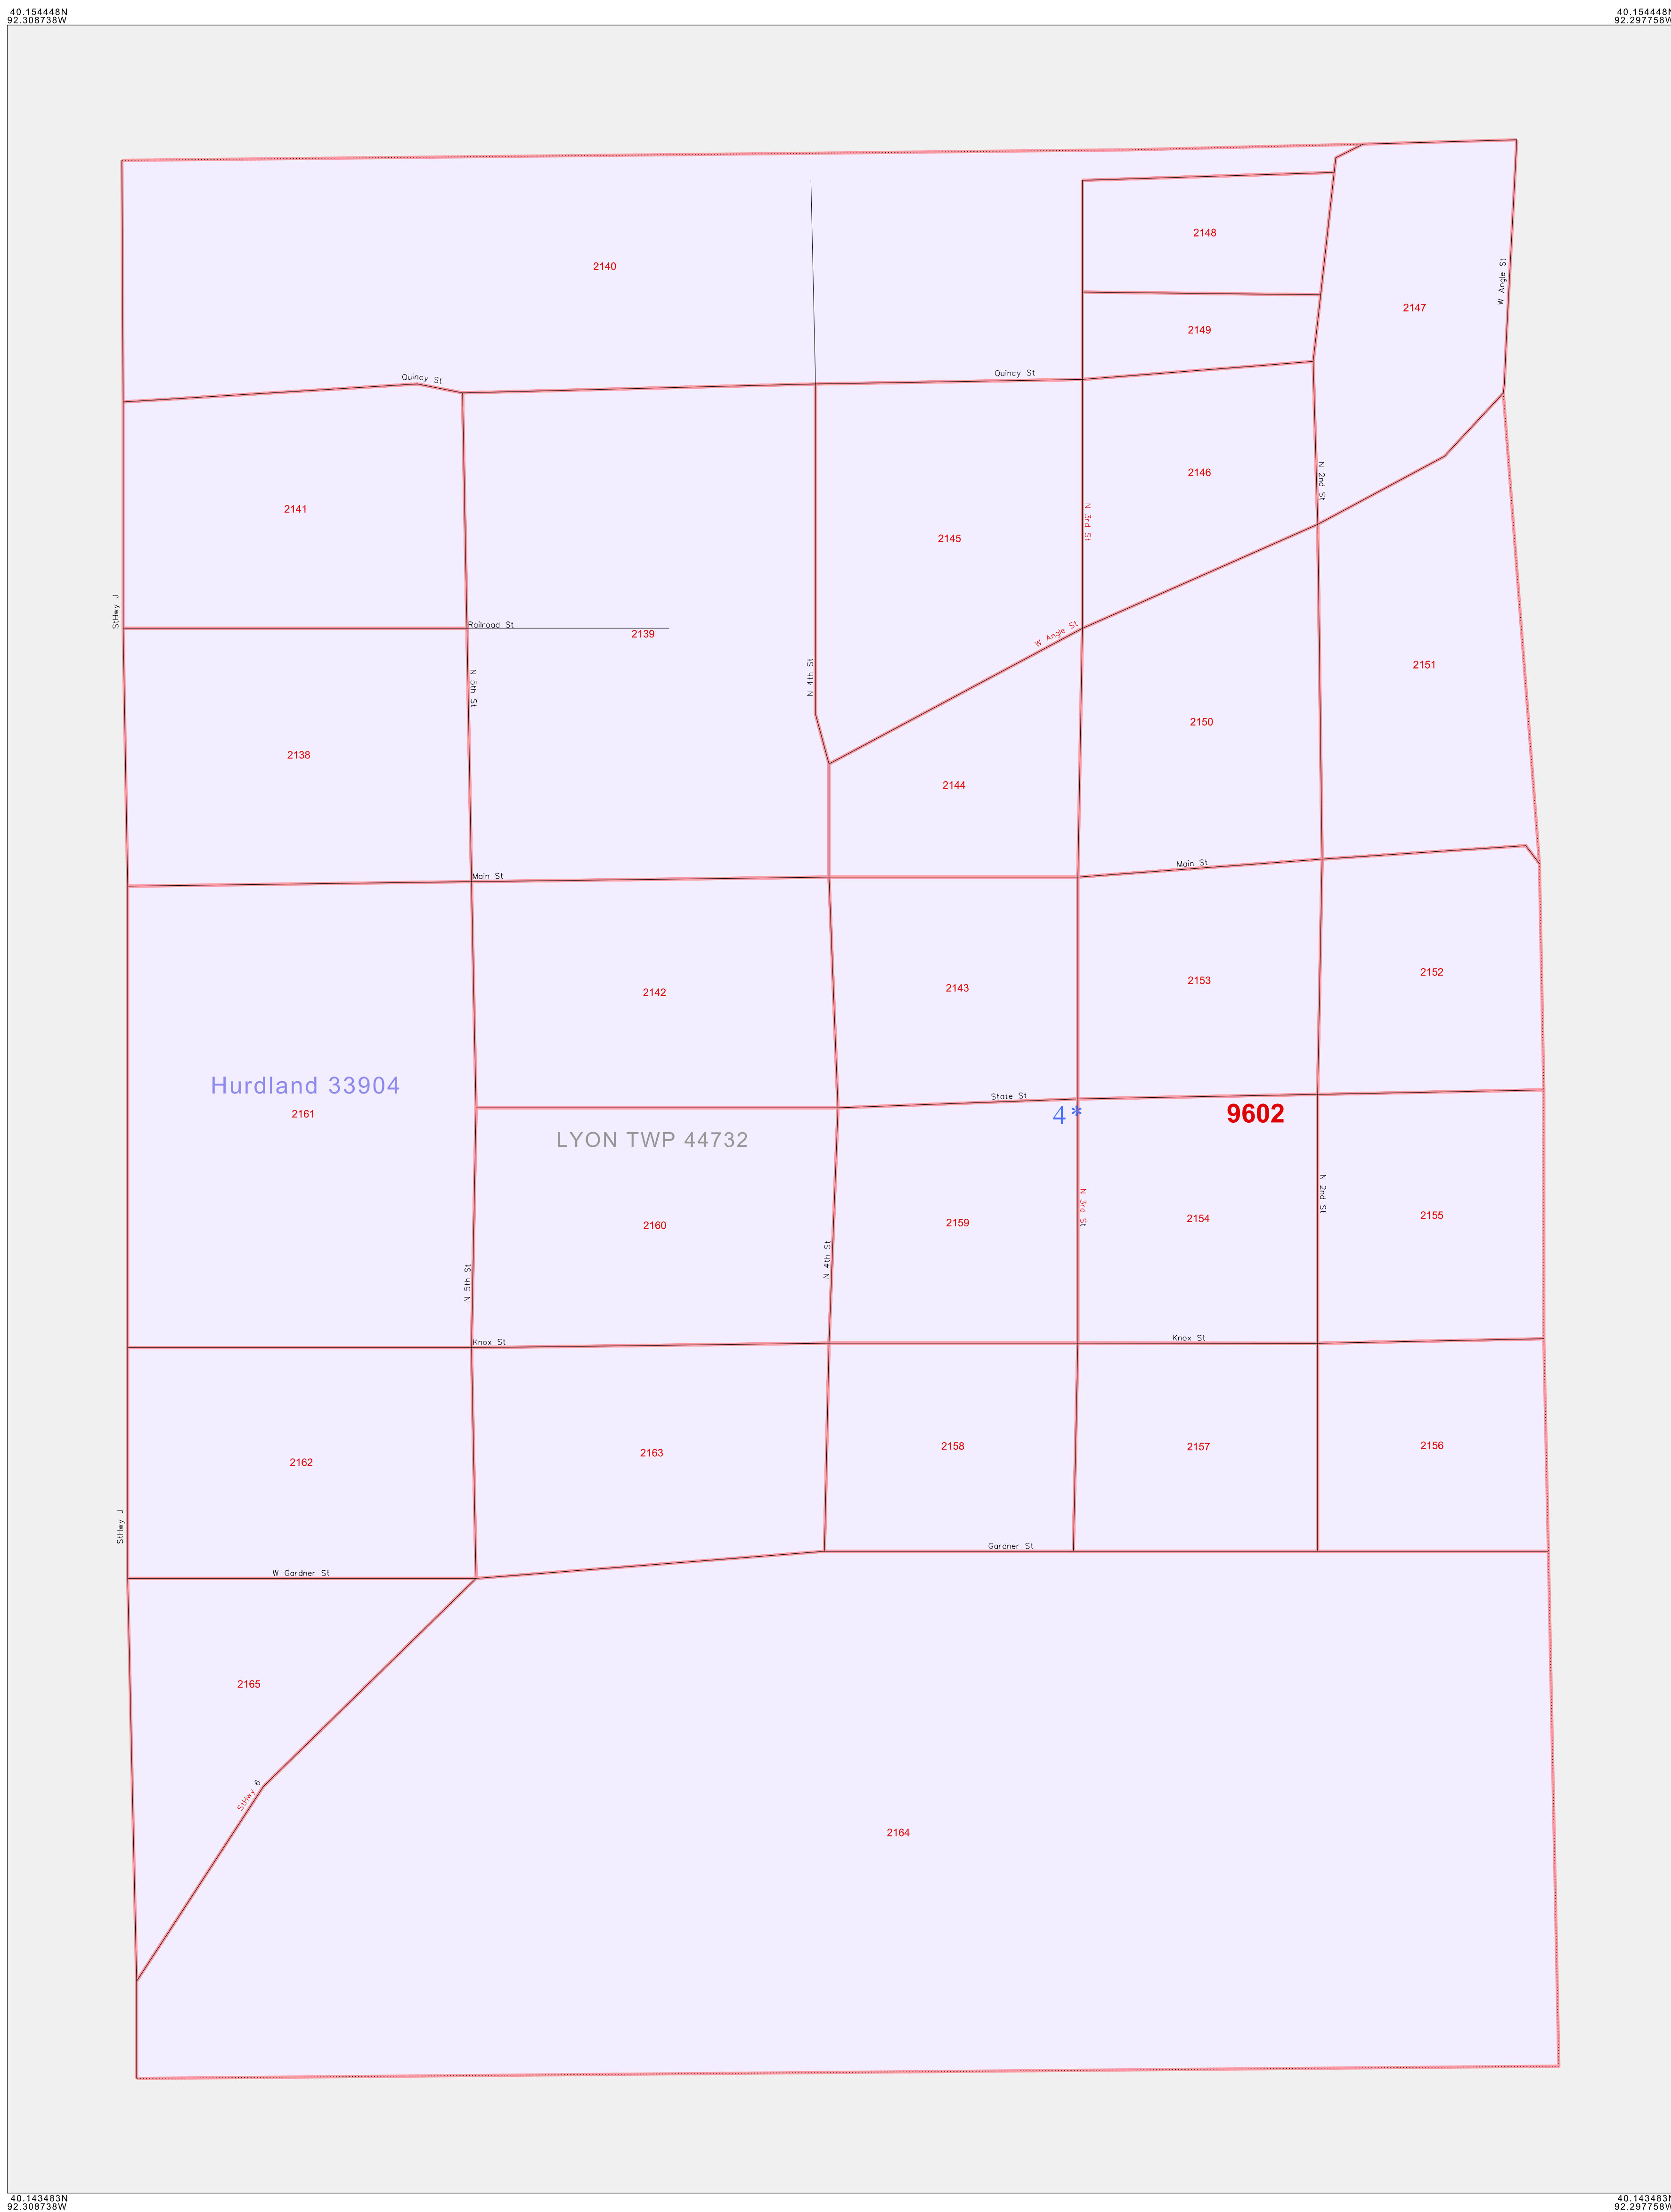 40.154448N
92.308738W
40.154448N
92.297758W
2148
2140
W Angle St
2147
2149
Quincy St
Quincy St
2146
N 2nd St
2141
N 3rd St
2145
StHwy J
Railroad St
2139
W Angle St
2151
N 4th St
N 5th St
2150
2138
2144
Main St
Main St
2152
2153
2143
2142
Hurdland 33904
2161
State St
4*
9602
LYON TWP 44732
N 3rd St
N 2nd St
2155
2154
2159
2160
N 4th St
N 5th St
Knox St
Knox St
2156
2157
2158
2163
2162
StHwy J
Gardner St
W Gardner St
2165
StHwy 6
2164
40.143483N
92.308738W
40.143483N
92.297758W